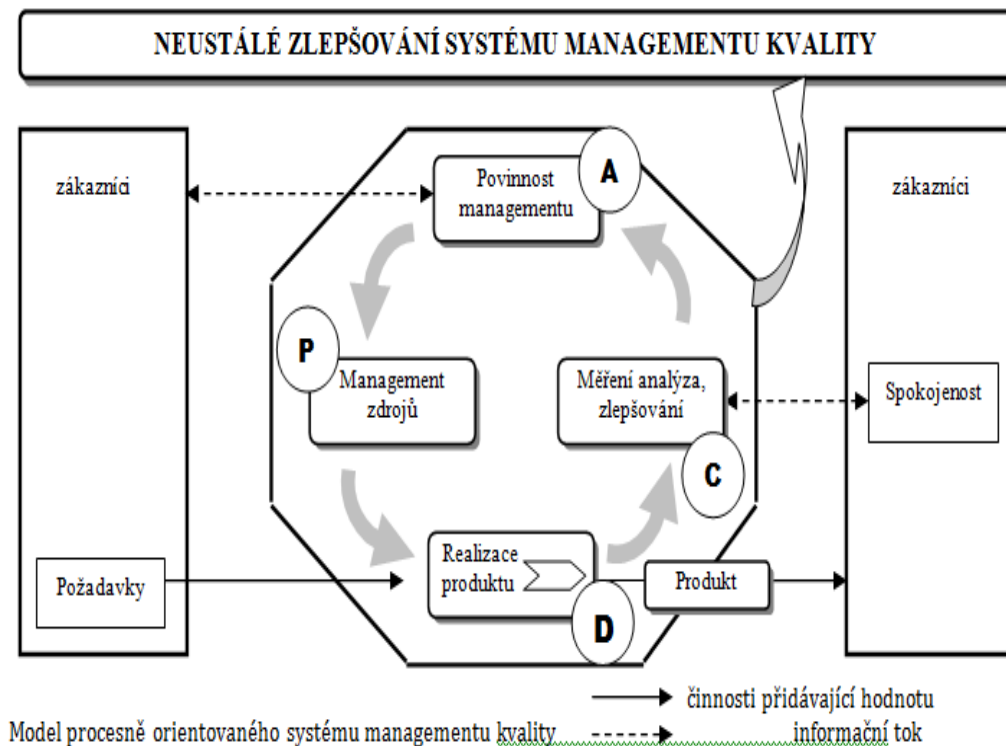 NEUSTÁLÉ ZLEPŠOVÁNÍ SYSTÉMU MANAGEMENTU KVALITY
zákazníci
Povinnost
managementu
A
zákazníci
P
Management
zdrojů
Měření analýza,
zlepšování
Spokojenost
C
Požadavky
Realizace
produktu
Produkt
D
činnosti přidávající hodnotu
Model procesně orientovaného systému managementu kvality
informační tok